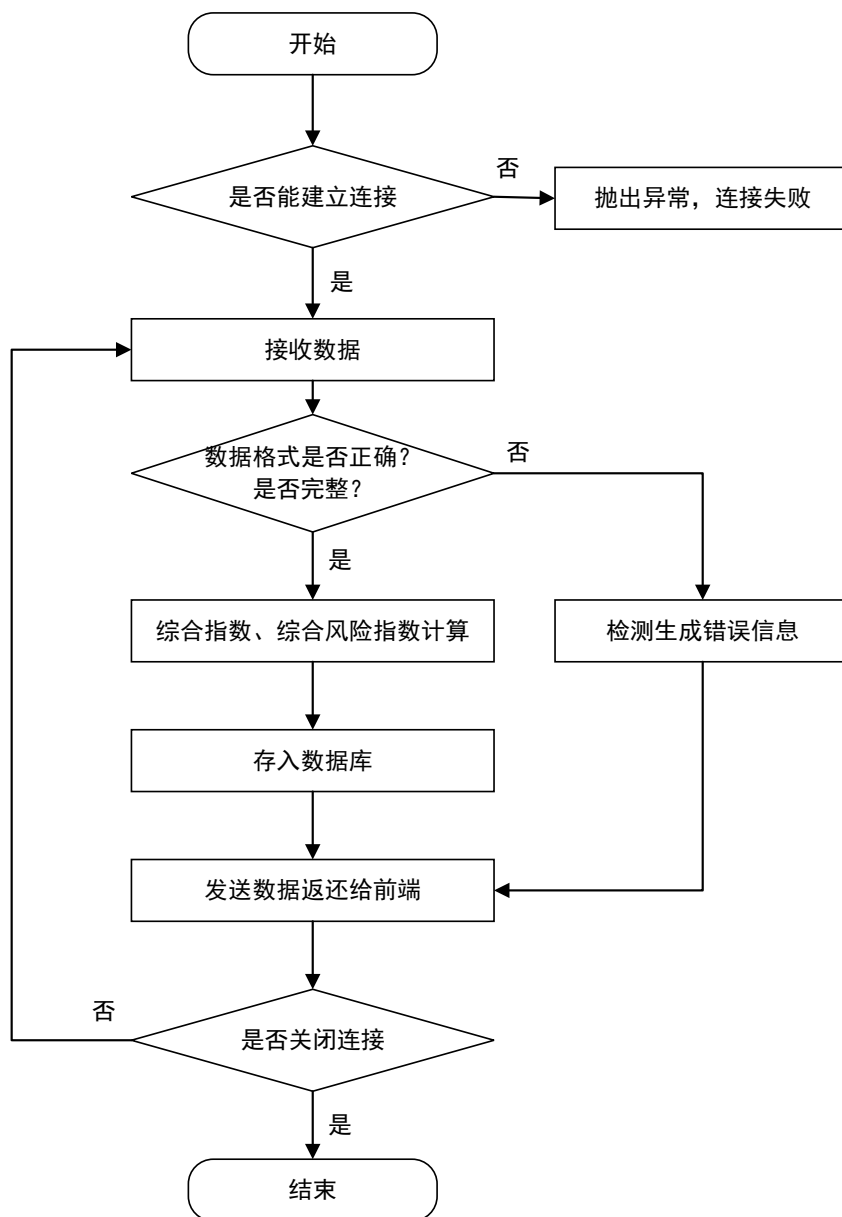 开始
是否能建立连接
否
抛出异常，连接失败
是
接收数据
数据格式是否正确？
是否完整？
否
是
综合指数、综合风险指数计算
检测生成错误信息
存入数据库
发送数据返还给前端
否
是否关闭连接
是
结束